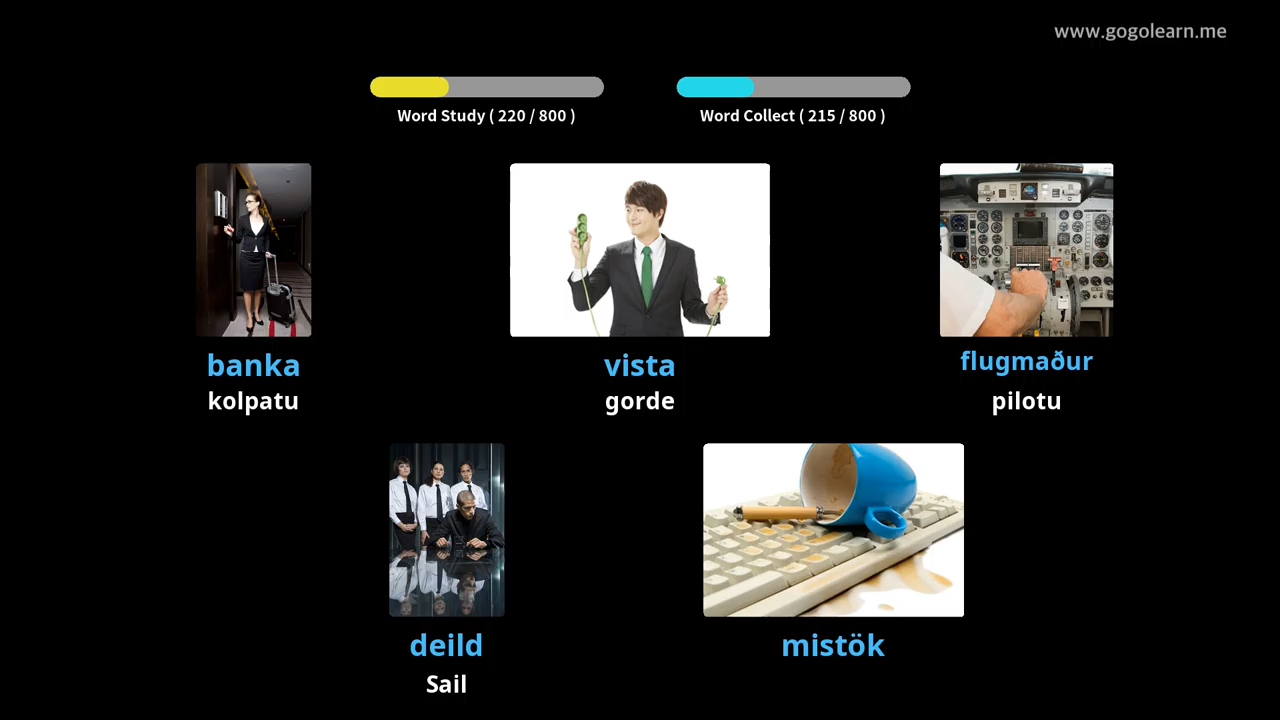 www.gogolearn.me
Word Study ( 220 / 800 )
Word Collect ( 215 / 800 )
banka
kolpatu
vista
gorde
flugmaður
pilotu
deild
Sail
mistök